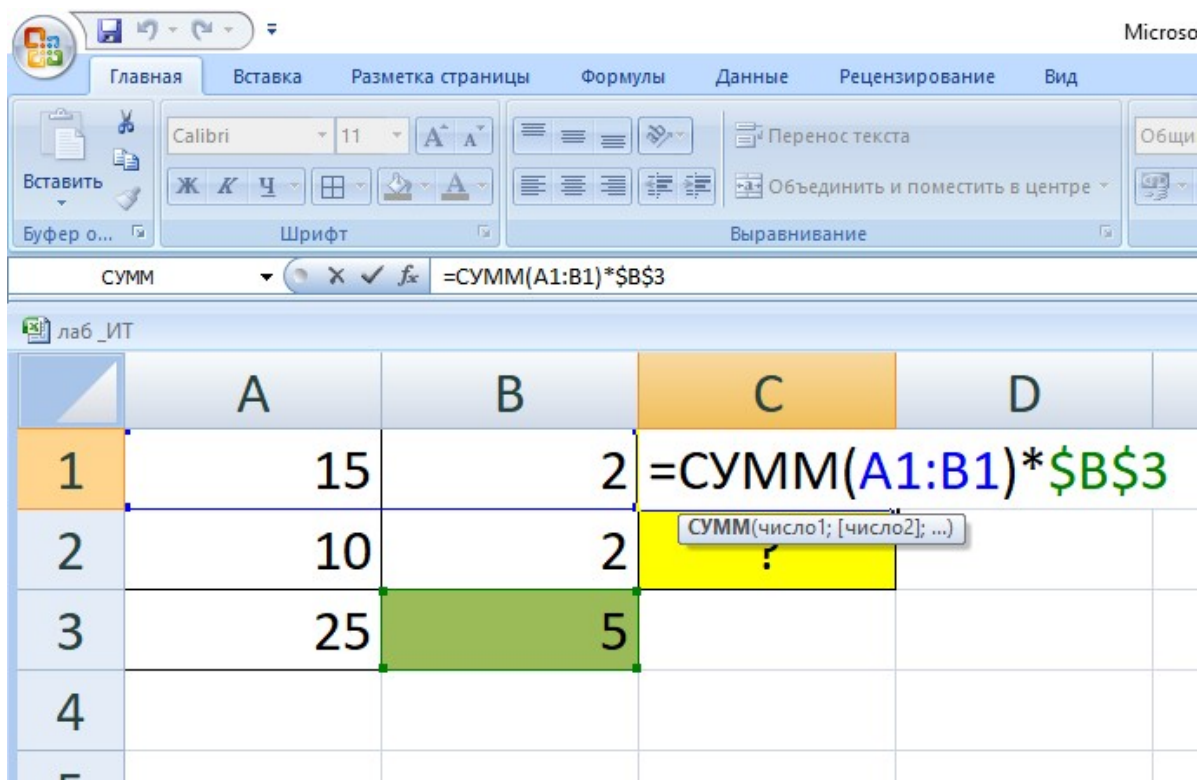 Microso
Главная Вставка Разметка страницы Формулы Данные Рецензирование Вид
Calibri 11 A A Перенос текста Общи
Вставить Ж К Ч Объединить и поместить в центре
Буфер о... Шрифт Выравнивание
СУММ fx =СУММ(A1:B1)*$B$3
лаб _ИТ
A B C D
1 15 2 =СУММ(A1:B1)*$B$3
СУММ(число1; [число2]; ...)
2 10 2 ?
3 25 5
4